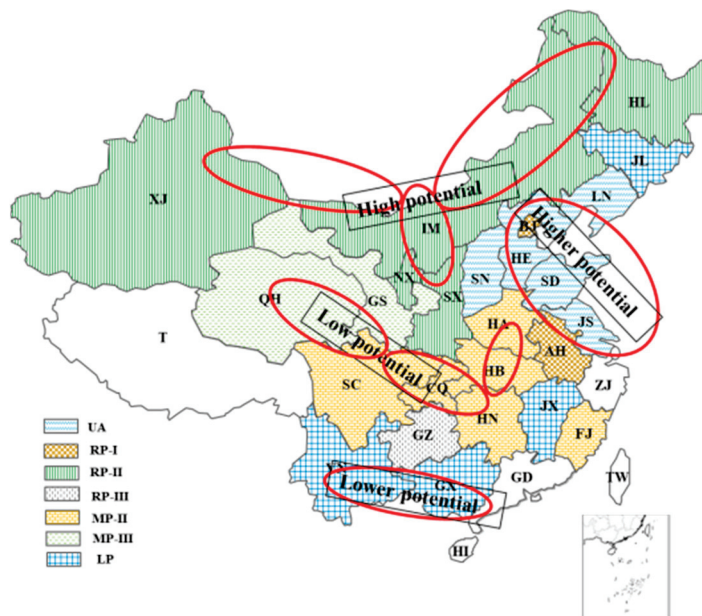 HL
JL
XJ
High potential
IM
LN
BJ
Higher potential
HE
SN
SD
NX
SX
QH
GS
JS
T
Low potential
HA
AH
HB
SC
CQ
ZJ
JX
HN
GZ
FJ
UA
RP-I
RP-II
RP-III
MP-II
MP-III
LP
GX
Lower potential
GD
TW
HI